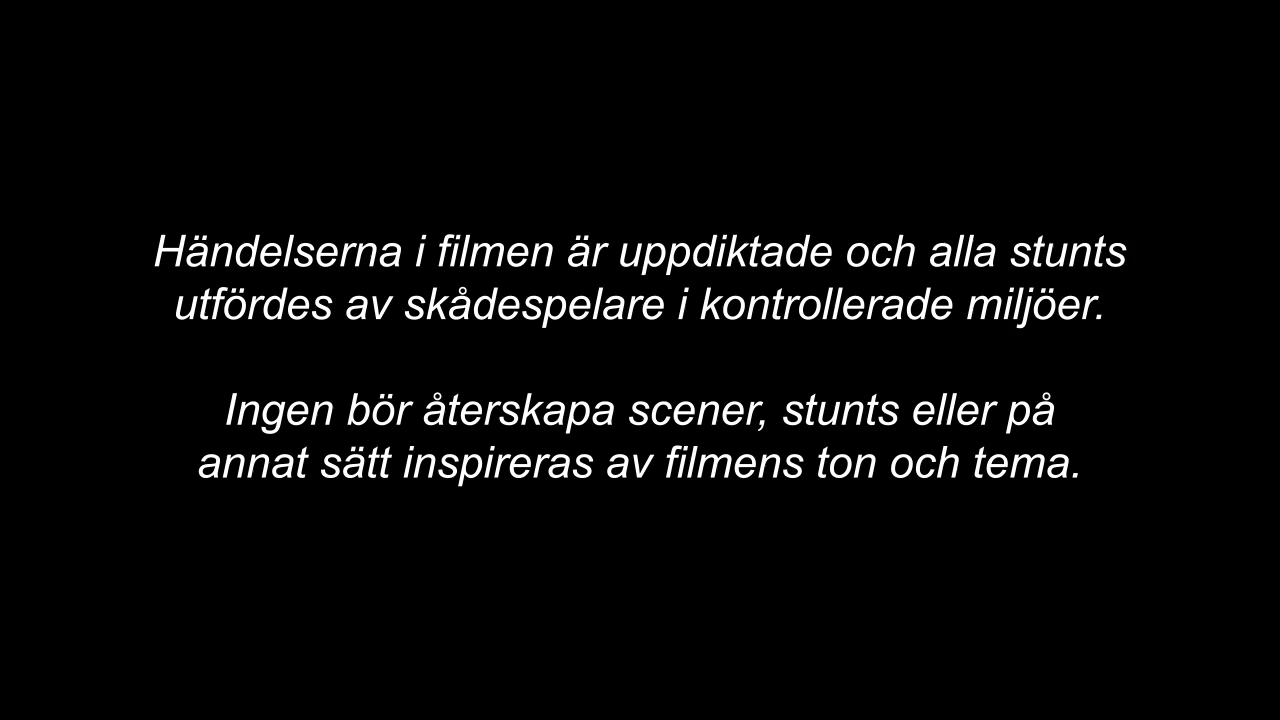 Händelserna i filmen är uppdiktade och alla stunts
utfördes av skådespelare i kontrollerade miljöer.
Ingen bör återskapa scener, stunts eller på
annat sätt inspireras av filmens ton och tema.